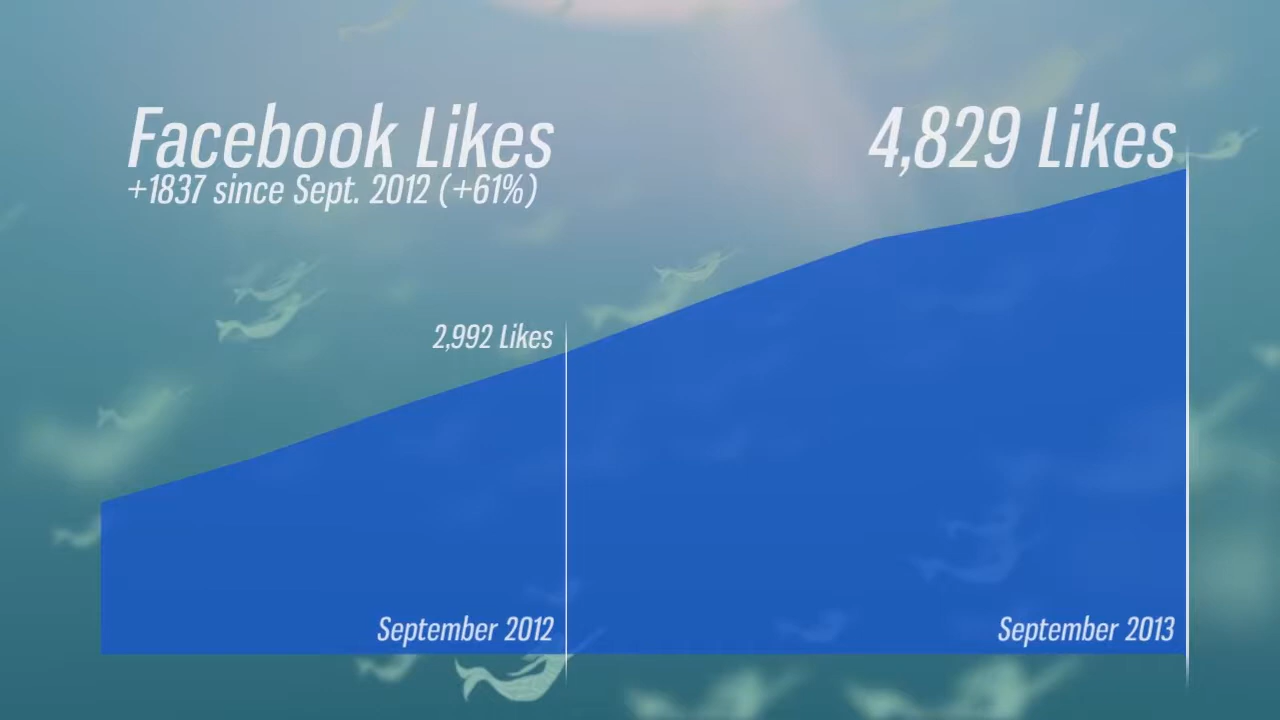 Facebook Likes
+1837 since Sept. 2012 (+61%)
4,829 Likes
2,992 Likes
September 2012
September 2013